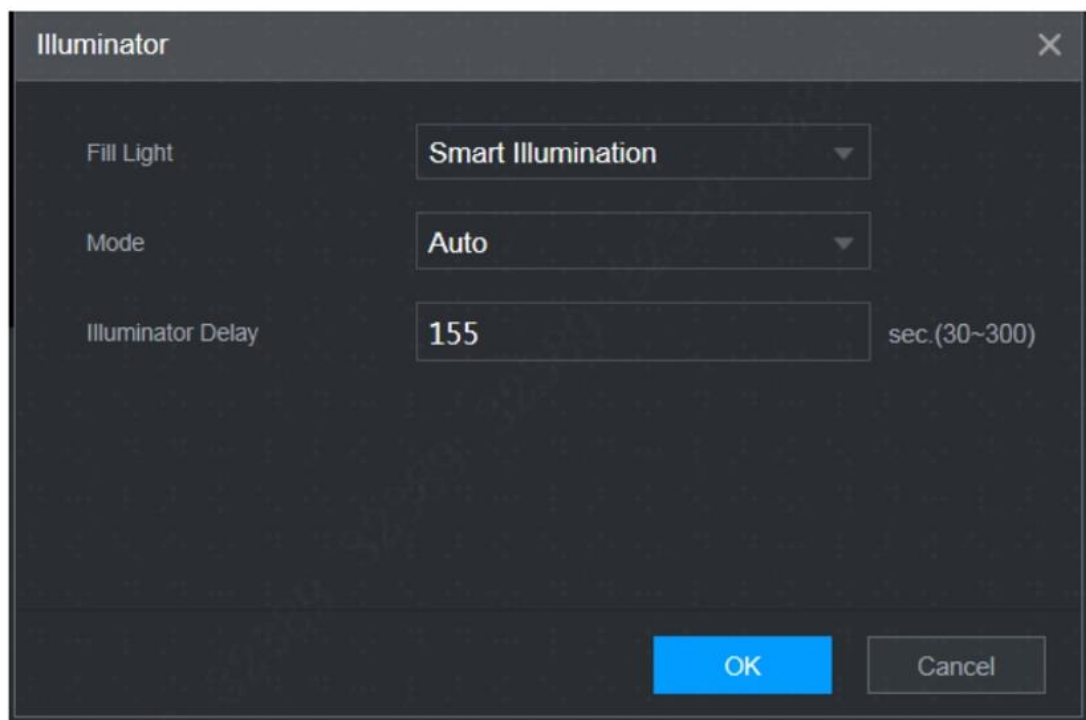 Illuminator
Fill Light Smart Illumination
Mode Auto
Illuminator Delay 155 sec.(30~300)
OK Cancel